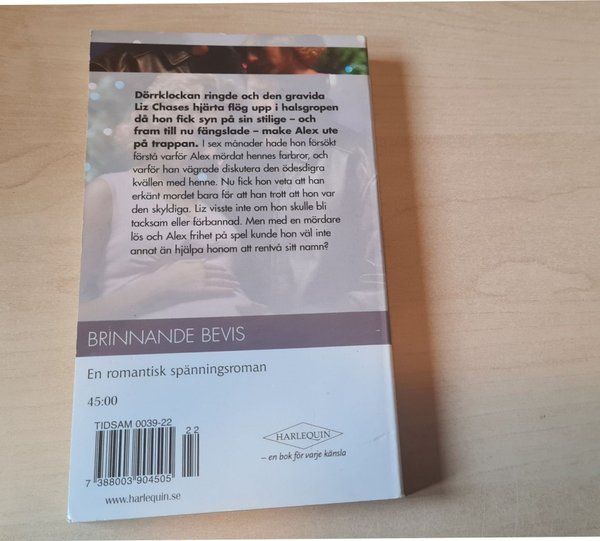 Dörrklockan ringde och den gravida
Liz Chases hjärta flög upp i halsgropen
då hon fick syn på sin stilige – och
fram till nu fängslade – make Alex ute
på trappan. I sex månader hade hon försökt
förstå varför Alex mördat hennes farbror, och
varför han vägrade diskutera den ödesdigra
kvällen med henne. Nu fick hon veta att han
erkänt mordet bara för att han trott att hon var
den skyldiga. Liz visste inte om hon skulle bli
tacksam eller förbannad. Men med en mördare
lös och Alex frihet på spel kunde hon väl inte
annat än hjälpa honom att rentvå sitt namn?
BRINNANDE BEVIS
En romantisk spänningsroman
45:00
TIDSAM 0039-22
2 2
7 388003 904505
www.harlequin.se
HARLEQUIN
– en bok för varje känsla